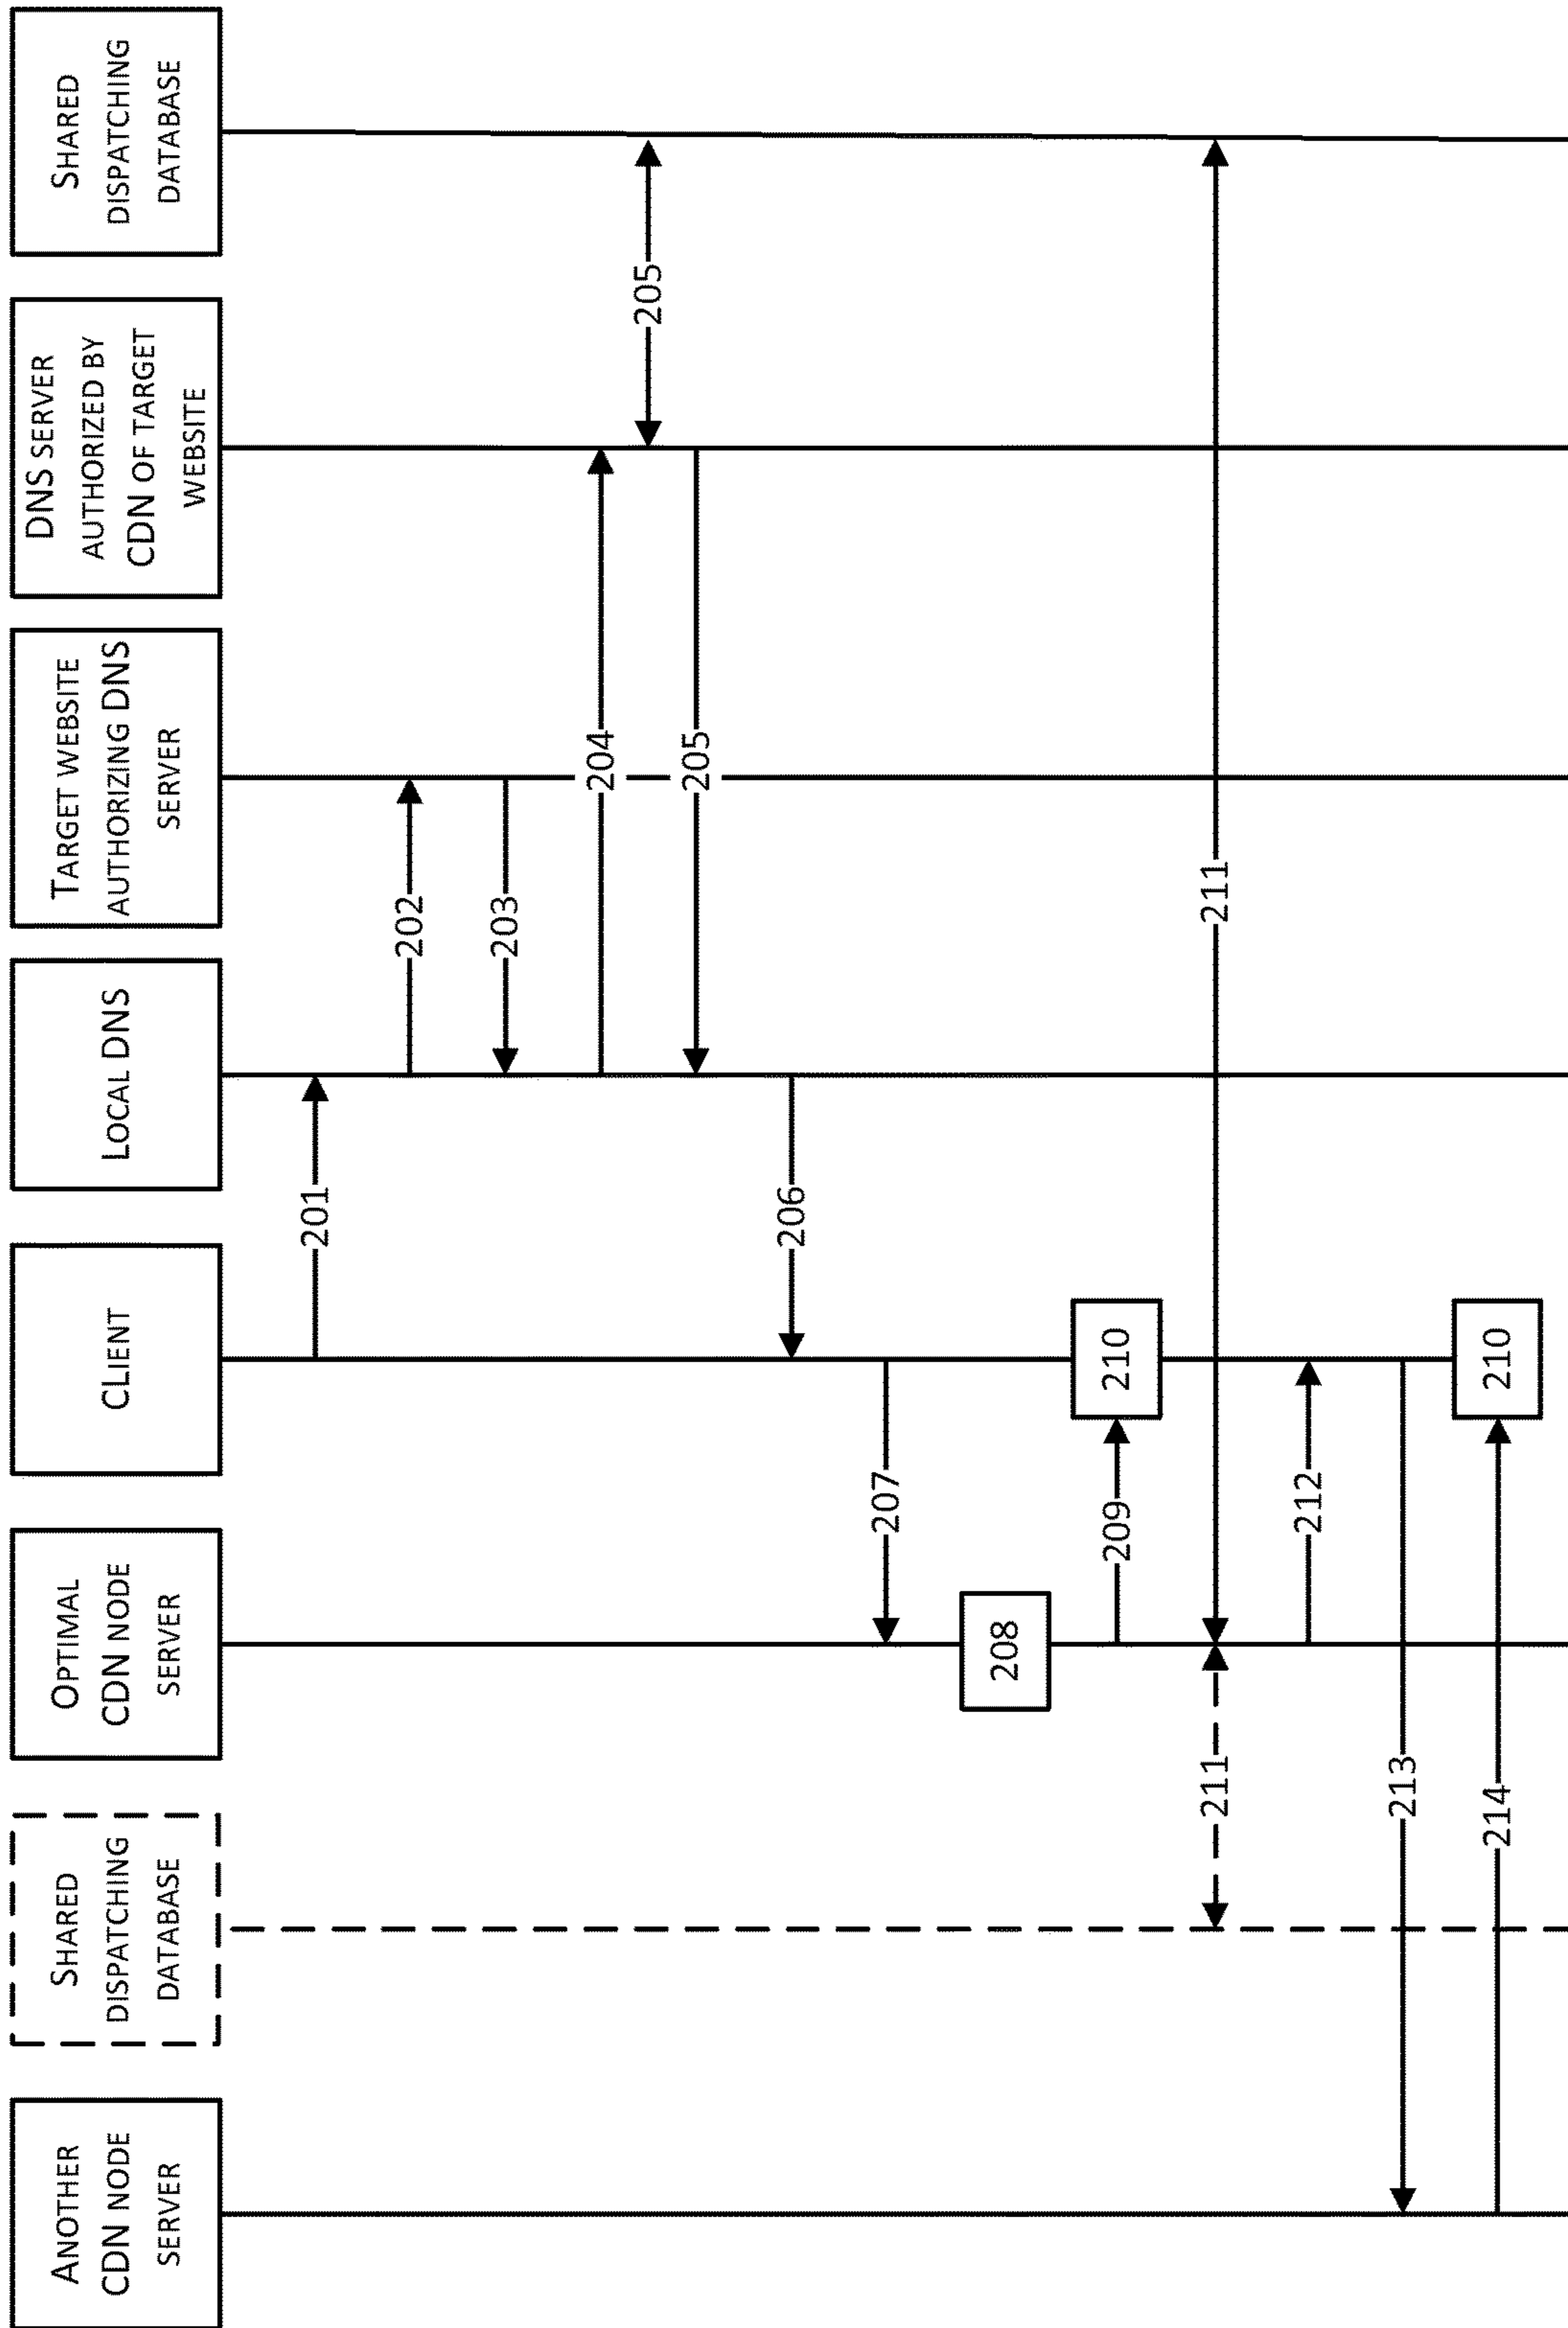 ANOTHER
CDN NODE
SERVER
SHARED
DISPATCHING
DATABASE
OPTIMAL
CDN NODE
SERVER
CLIENT
LOCAL DNS
TARGET WEBSITE
AUTHORIZING DNS
SERVER
DNS SERVER
AUTHORIZED BY
CDN OF TARGET
WEBSITE
SHARED
DISPATCHING
DATABASE
201
202
203
204
205
205
206
207
208
209
210
211
211
212
213
214
210